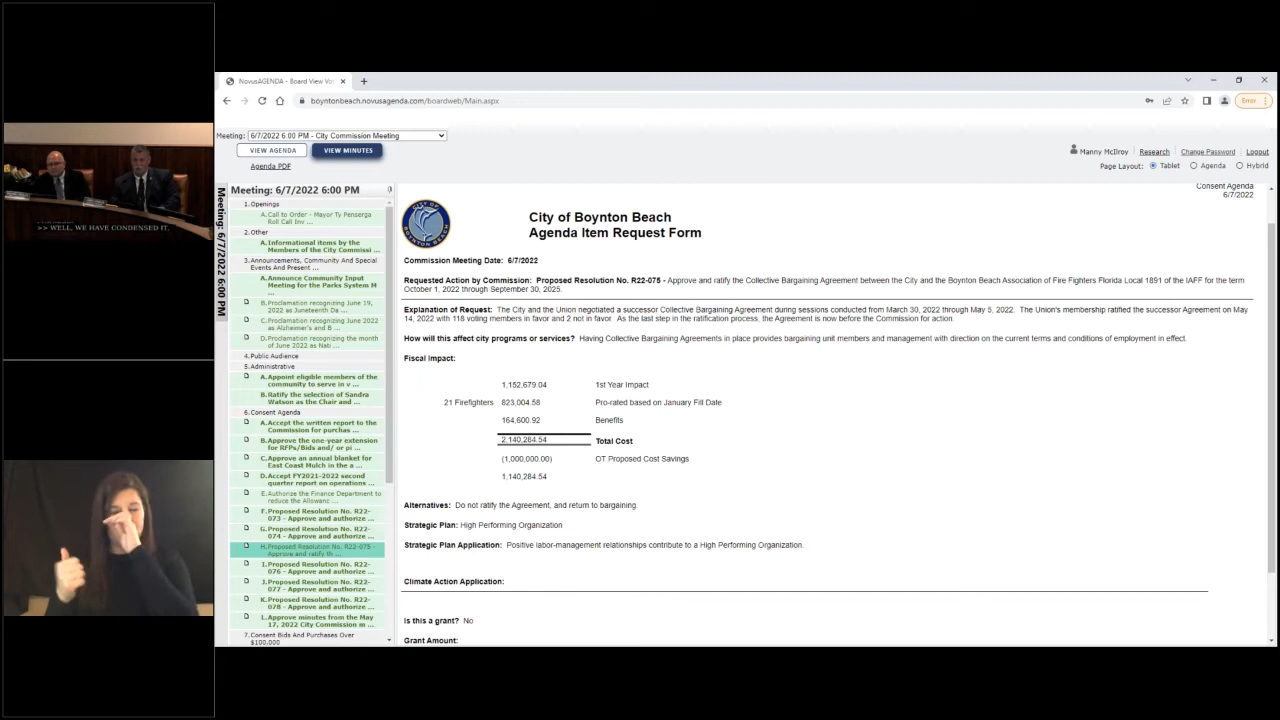 NovusAGENDA - Board View Vo
boyntonbeach.novusagenda.com/boardweb/Main.aspx
Error
Meeting: 6/7/2022 6:00 PM - City Commission Meeting
VIEW AGENDA VIEW MINUTES
Agenda PDF
Manny McIlroy Research Change Password Logout
Page Layout: Tablet Agenda Hybrid
Meeting: 6/7/2022 6:00 PM
Meeting: 6/7/2022 6:00 PM
1.Openings
A.Call to Order - Mayor Ty Penserga
Roll Call Inv ...
2.Other
A.Informational items by the
Members of the City Commissi ...
3.Announcements, Community And Special
Events And Present ...
A.Announce Community Input
Meeting for the Parks System M
...
B.Proclamation recognizing June 19,
2022 as Juneteenth Da ...
C.Proclamation recognizing June 2022
as Alzheimer's and B ...
D.Proclamation recognizing the month
of June 2022 as Nati ...
4.Public Audience
5.Administrative
A.Appoint eligible members of the
community to serve in v ...
B.Ratify the selection of Sandra
Watson as the Chair and ...
6.Consent Agenda
A.Accept the written report to the
Commission for purchas ...
B.Approve the one-year extension
for RFPs/Bids and/ or pi ...
C.Approve an annual blanket for
East Coast Mulch in the a ...
D.Accept FY2021-2022 second
quarter report on operations ...
E.Authorize the Finance Department to
reduce the Allowanc ...
F.Proposed Resolution No. R22-
073 - Approve and authorize ...
G.Proposed Resolution No. R22-
074 - Approve and authorize ...
H.Proposed Resolution No. R22-075 -
Approve and ratify th ...
I.Proposed Resolution No. R22-
076 - Approve and authorize ...
J.Proposed Resolution No. R22-
077 - Approve and authorize ...
K.Proposed Resolution No. R22-
078 - Approve and authorize ...
L.Approve minutes from the May
17, 2022 City Commission m ...
7.Consent Bids And Purchases Over
$100,000
Consent Agenda
6/7/2022
CITY OF
BOYNTON BEACH
City of Boynton Beach
Agenda Item Request Form
Commission Meeting Date: 6/7/2022
Requested Action by Commission: Proposed Resolution No. R22-075 - Approve and ratify the Collective Bargaining Agreement between the City and the Boynton Beach Association of Fire Fighters Florida Local 1891 of the IAFF for the term
October 1, 2022 through September 30, 2025.
Explanation of Request: The City and the Union negotiated a successor Collective Bargaining Agreement during sessions conducted from March 30, 2022 through May 5, 2022. The Union's membership ratified the successor Agreement on May
14, 2022 with 118 voting members in favor and 2 not in favor. As the last step in the ratification process, the Agreement is now before the Commission for action.
How will this affect city programs or services? Having Collective Bargaining Agreements in place provides bargaining unit members and management with direction on the current terms and conditions of employment in effect.
Fiscal Impact:
1,152,679.04 1st Year Impact
21 Firefighters 823,004.58 Pro-rated based on January Fill Date
164,600.92 Benefits
2,140,284.54 Total Cost
(1,000,000.00) OT Proposed Cost Savings
1,140,284.54
Alternatives: Do not ratify the Agreement, and return to bargaining.
Strategic Plan: High Performing Organization
Strategic Plan Application: Positive labor-management relationships contribute to a High Performing Organization.
Climate Action Application:
Is this a grant? No
Grant Amount:
>> WELL, WE HAVE CONDENSED IT.